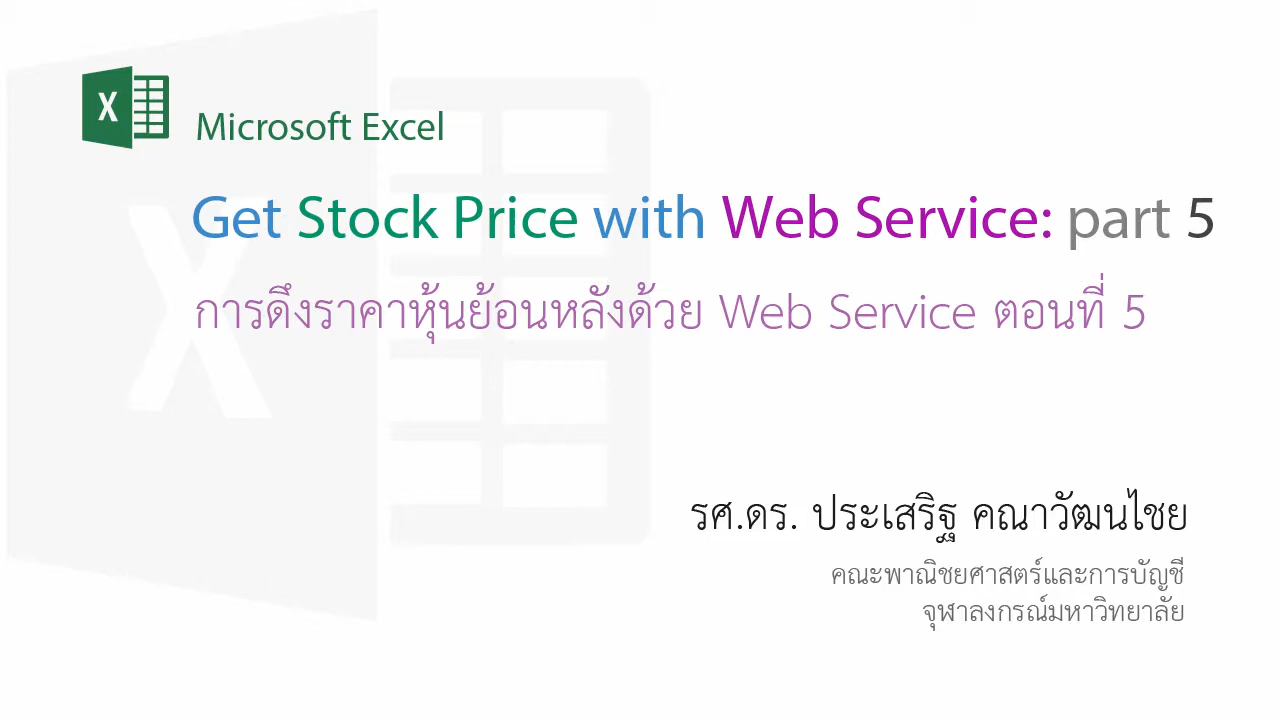 X
Microsoft Excel
Get Stock Price with Web Service: part 5
การดึงราคาหุ้นย้อนหลังด้วย Web Service ตอนที่ 5
รศ.ดร. ประเสริฐ คณาวัฒนไชย
คณะพาณิชยศาสตร์และการบัญชี
จุฬาลงกรณ์มหาวิทยาลัย